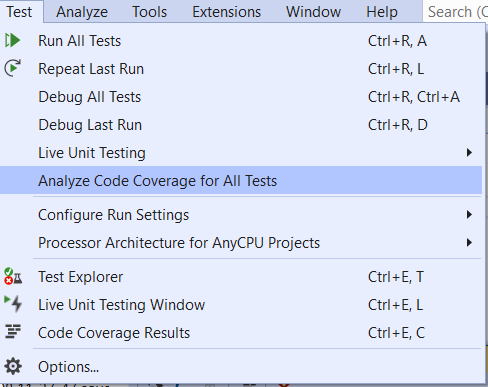 Test Analyze Tools Extensions Window Help Search (C
Run All Tests Ctrl+R, A
Repeat Last Run Ctrl+R, L
Debug All Tests Ctrl+R, Ctrl+A
Debug Last Run Ctrl+R, D
Live Unit Testing
Analyze Code Coverage for All Tests
Configure Run Settings
Processor Architecture for AnyCPU Projects
Test Explorer Ctrl+E, T
Live Unit Testing Window Ctrl+E, L
Code Coverage Results Ctrl+E, C
Options...